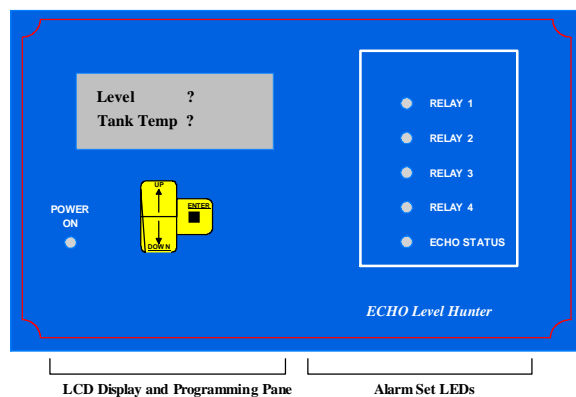 Level ?
Tank Temp ?
UP
ENTER
DOWN
POWER
ON
RELAY 1
RELAY 2
RELAY 3
RELAY 4
ECHO STATUS
ECHO Level Hunter
LCD Display and Programming Pane
Alarm Set LEDs